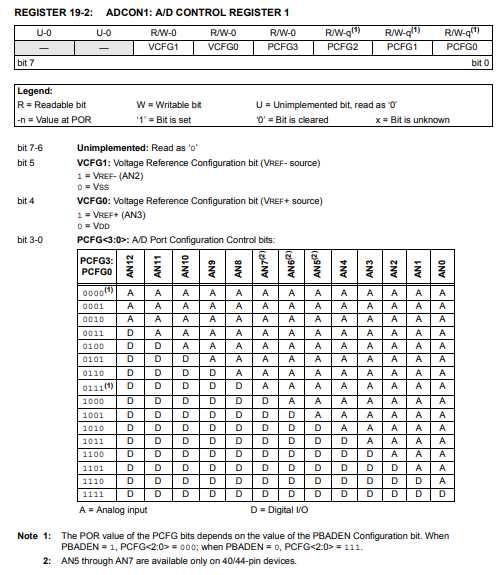 REGISTER 19-2: ADCON1: A/D CONTROL REGISTER 1
U-0 U-0 R/W-0 R/W-0 R/W-0 R/W-q(1) R/W-q(1) R/W-q(1)
— — VCFG1 VCFG0 PCFG3 PCFG2 PCFG1 PCFG0
bit 7 bit 0
Legend:
R = Readable bit W = Writable bit U = Unimplemented bit, read as ‘0’
-n = Value at POR ‘1’ = Bit is set ‘0’ = Bit is cleared x = Bit is unknown
bit 7-6 Unimplemented: Read as ‘0’
bit 5 VCFG1: Voltage Reference Configuration bit (VREF- source)
1 = VREF- (AN2)
0 = VSS
bit 4 VCFG0: Voltage Reference Configuration bit (VREF+ source)
1 = VREF+ (AN3)
0 = VDD
bit 3-0 PCFG<3:0>: A/D Port Configuration Control bits:
PCFG3: PCFG0 AN12 AN11 AN10 AN9 AN8 AN7(2) AN6(2) AN5(2) AN4 AN3 AN2 AN1 AN0
0000(1) A A A A A A A A A A A A A
0001 A A A A A A A A A A A A A
0010 A A A A A A A A A A A A A
0011 D A A A A A A A A A A A A
0100 D D A A A A A A A A A A A
0101 D D D A A A A A A A A A A
0110 D D D D A A A A A A A A A
0111(1) D D D D D A A A A A A A A
1000 D D D D D D A A A A A A A
1001 D D D D D D D A A A A A A
1010 D D D D D D D D A A A A A
1011 D D D D D D D D D A A A A
1100 D D D D D D D D D D A A A
1101 D D D D D D D D D D D A A
1110 D D D D D D D D D D D D A
1111 D D D D D D D D D D D D D
A = Analog input D = Digital I/O
Note 1: The POR value of the PCFG bits depends on the value of the PBADEN Configuration bit. When
PBADEN = 1, PCFG<2:0> = 000; when PBADEN = 0, PCFG<2:0> = 111.
2: AN5 through AN7 are available only on 40/44-pin devices.